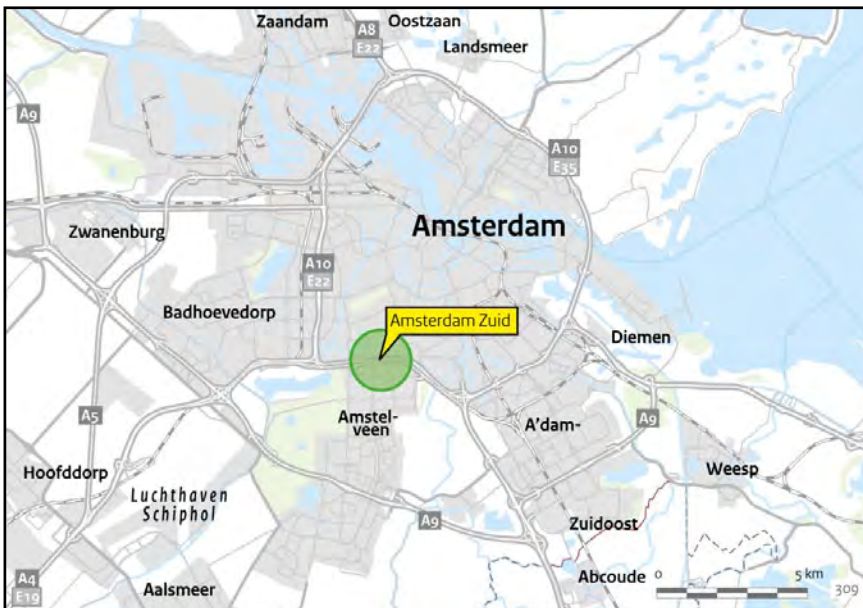 Zaandam
A8
E22
Oostzaan
Landsmeer
A9
A10
E35
Amsterdam
Zwanenburg
A10
E22
Badhoevedorp
Amsterdam Zuid
Diemen
Amstel-
veen
A5
A'dam-
A9
Hoofddorp
Weesp
Luchthaven
Schiphol
A9
Zuidoost
A4
E19
Aalsmeer
Abcoude
0
5 km
309